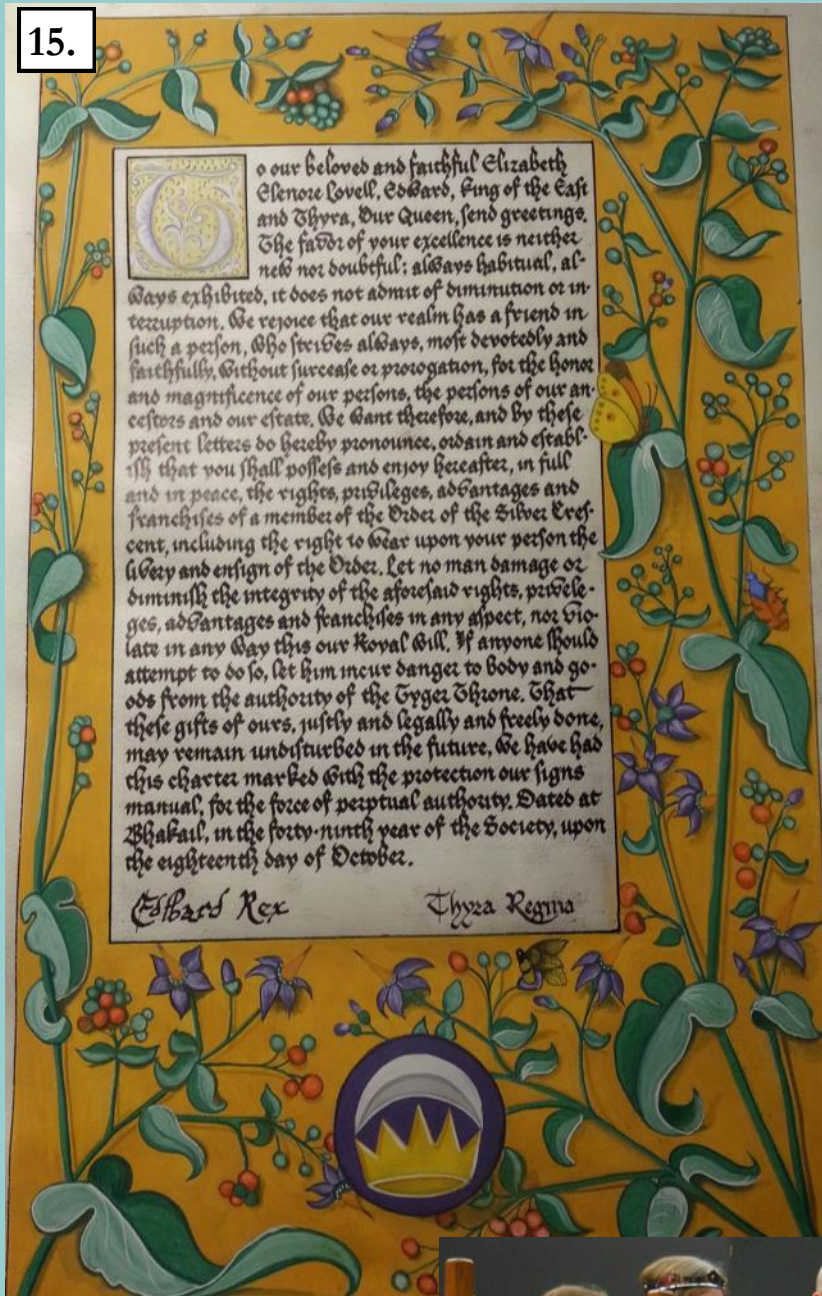 15.
To our beloved and faithful Elizabeth
Elenore Lovell, Edward, King of the East
and Thyra, Our Queen, send greetings.
The favor of your excellence is neither
new nor doubtful; always habitual, al-
ways exhibited, it does not admit of diminution or in-
terruption. We rejoice that our realm has a friend in
such a person, who strives always, most devotedly and
faithfully, without surcease or prorogation, for the honor
and magnificence of our persons, the persons of our an-
cestors and our estate. We want therefore, and by these
present letters do hereby pronounce, ordain and establ-
ish that you shall possess and enjoy hereafter, in full
and in peace, the rights, privileges, advantages and
franchises of a member of the Order of the Silver Cres-
cent, including the right to wear upon your person the
livery and ensign of the Order. Let no man damage or
diminish the integrity of the aforesaid rights, privele-
ges, advantages and franchises in any aspect, nor vio-
late in any way this our Royal will. If anyone should
attempt to do so, let him incur danger to body and go-
ods from the authority of the Tyger Throne. That
these gifts of ours, justly and legally and freely done,
may remain undisturbed in the future, we have had
this charter marked with the protection our signs
manual, for the force of perptual authority. Dated at
Bhakail, in the forty-ninth year of the Society, upon
the eighteenth day of October.
Edward Rex Thyra Regina